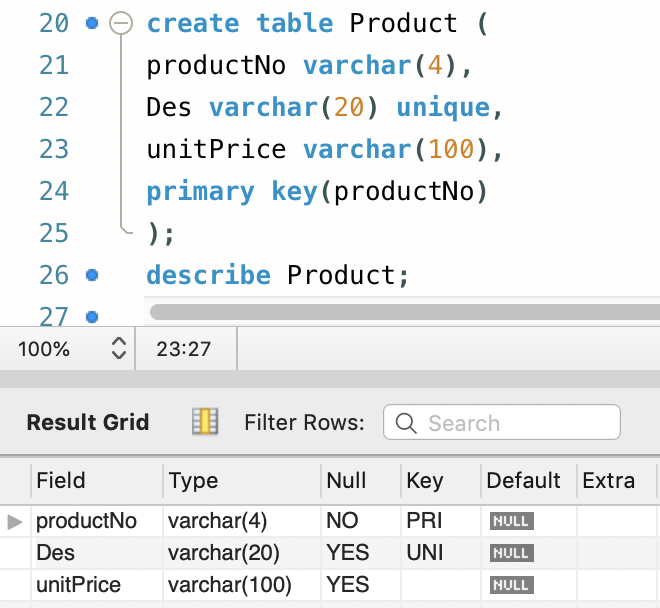 20 create table Product (
21 productNo varchar(4),
22 Des varchar(20) unique,
23 unitPrice varchar(100),
24 primary key(productNo)
25 );
26 describe Product;
27
100% 23:27
Result Grid Filter Rows: Search
Field Type Null Key Default Extra
productNo varchar(4) NO PRI NULL
Des varchar(20) YES UNI NULL
unitPrice varchar(100) YES NULL